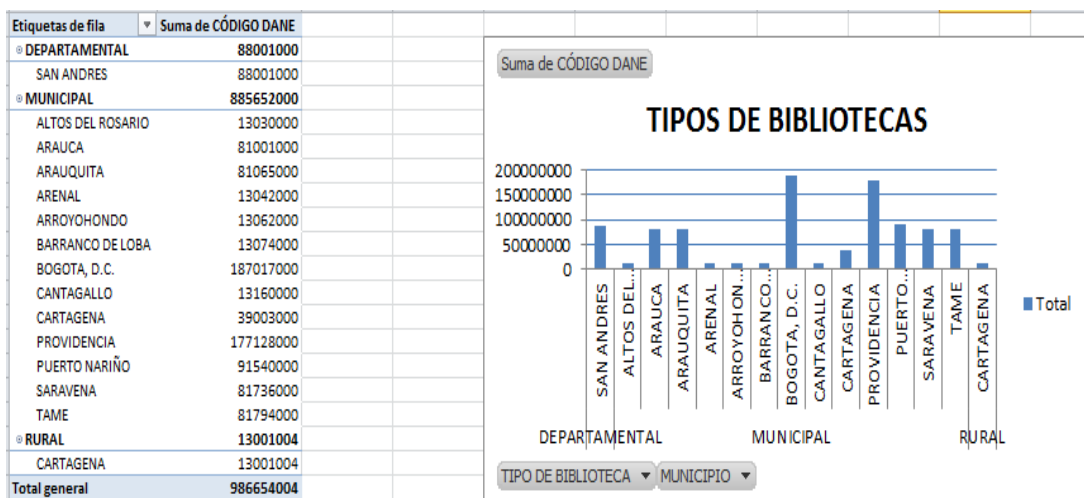 Etiquetas de fila Suma de CÓDIGO DANE
DEPARTAMENTAL 88001000
SAN ANDRES 88001000
MUNICIPAL 885652000
ALTOS DEL ROSARIO 13030000
ARAUCA 81001000
ARAUQUITA 81065000
ARENAL 13042000
ARROYOHONDO 13062000
BARRANCO DE LOBA 13074000
BOGOTA, D.C. 187017000
CANTAGALLO 13160000
CARTAGENA 39003000
PROVIDENCIA 177128000
PUERTO NARIÑO 91540000
SARAVENA 81736000
TAME 81794000
RURAL 13001004
CARTAGENA 13001004
Total general 986654004
Suma de CÓDIGO DANE
TIPOS DE BIBLIOTECAS
200000000
150000000
100000000
50000000
0
SAN ANDRES
ALTOS DEL...
ARAUCA
ARAUQUITA
ARENAL
ARROYOHON...
BARRANCO...
BOGOTA, D.C.
CANTAGALLO
CARTAGENA
PROVIDENCIA
PUERTO...
SARAVENA
TAME
CARTAGENA
DEPARTAMENTAL MUNICIPAL RURAL
Total
TIPO DE BIBLIOTECA MUNICIPIO